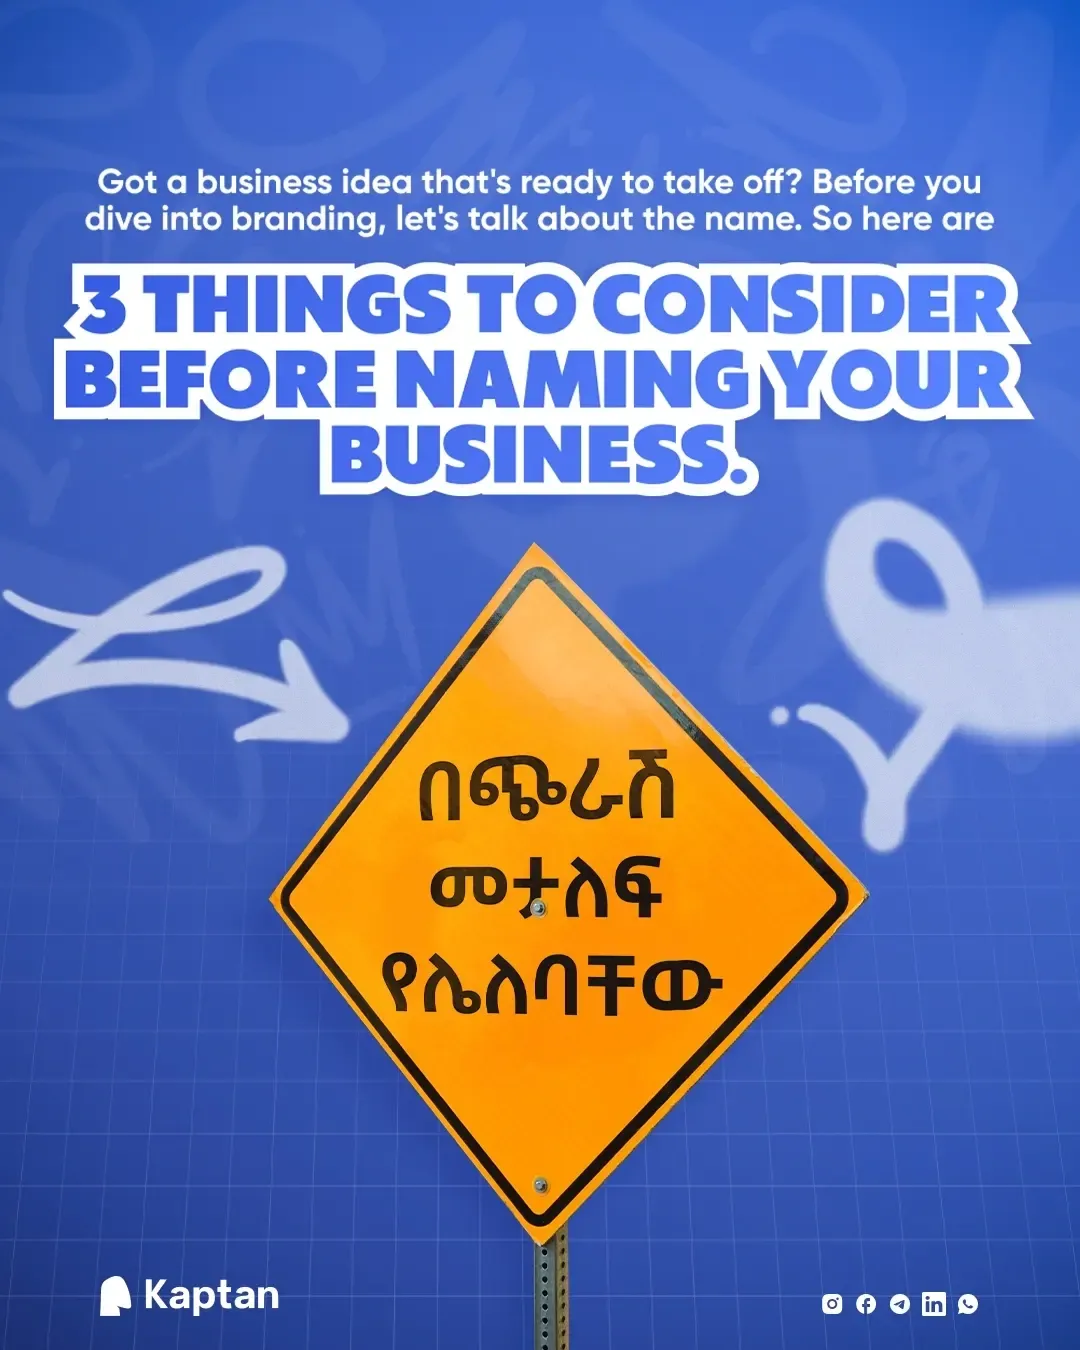 Got a business idea that's ready to take off? Before you
dive into branding, let's talk about the name. So here are
3 THINGS TO CONSIDER
BEFORE NAMING YOUR
BUSINESS.
በጭራሽ
መታለፍ
የሌለባቸው
Kaptan